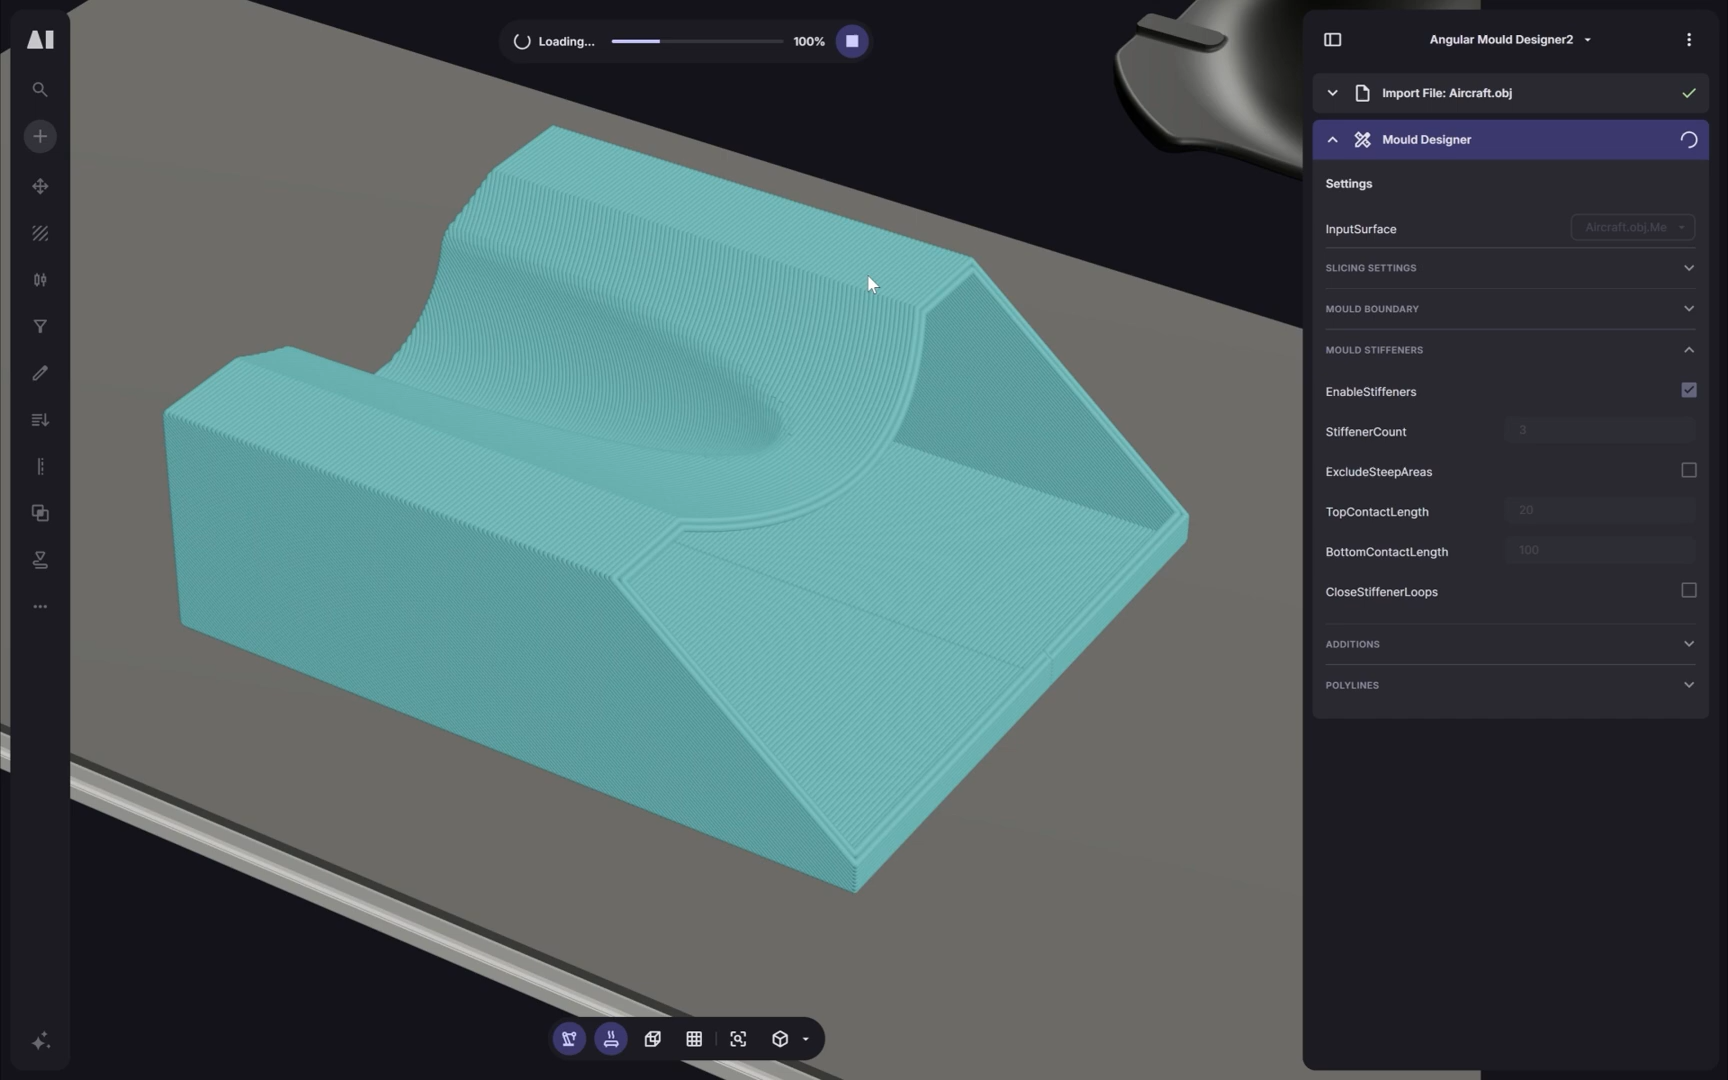 AI
Loading...
100%
Angular Mould Designer2
Import File: Aircraft.obj
Mould Designer
Settings
InputSurface
Aircraft.obj.Me
SLICING SETTINGS
MOULD BOUNDARY
MOULD STIFFENERS
EnableStiffeners
StiffenerCount
3
ExcludeSteepAreas
TopContactLength
20
BottomContactLength
100
CloseStiffenerLoops
ADDITIONS
POLYLINES